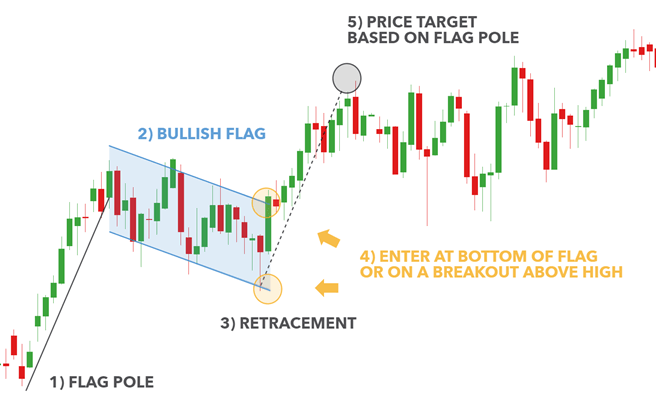 5) PRICE TARGET
BASED ON FLAG POLE
2) BULLISH FLAG
4) ENTER AT BOTTOM OF FLAG
OR ON A BREAKOUT ABOVE HIGH
3) RETRACEMENT
1) FLAG POLE